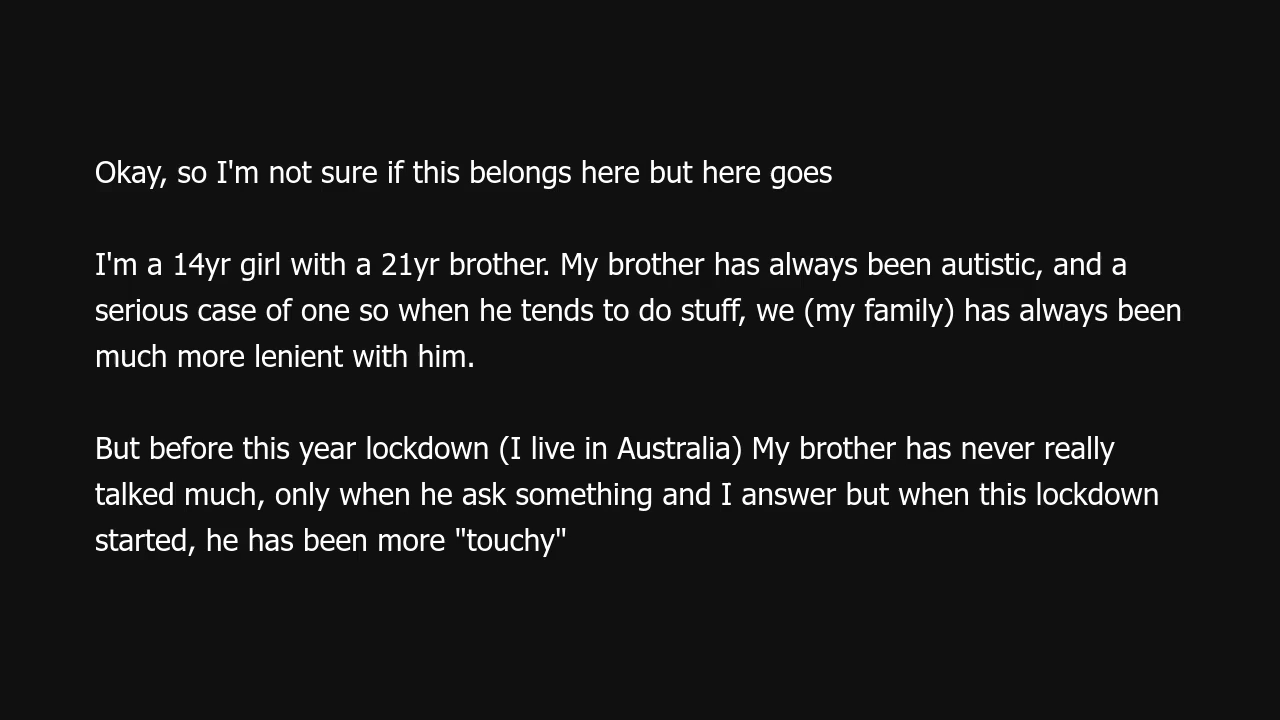 Okay, so I'm not sure if this belongs here but here goes
I'm a 14yr girl with a 21yr brother. My brother has always been autistic, and a
serious case of one so when he tends to do stuff, we (my family) has always been
much more lenient with him.
But before this year lockdown (I live in Australia) My brother has never really
talked much, only when he ask something and I answer but when this lockdown
started, he has been more "touchy"